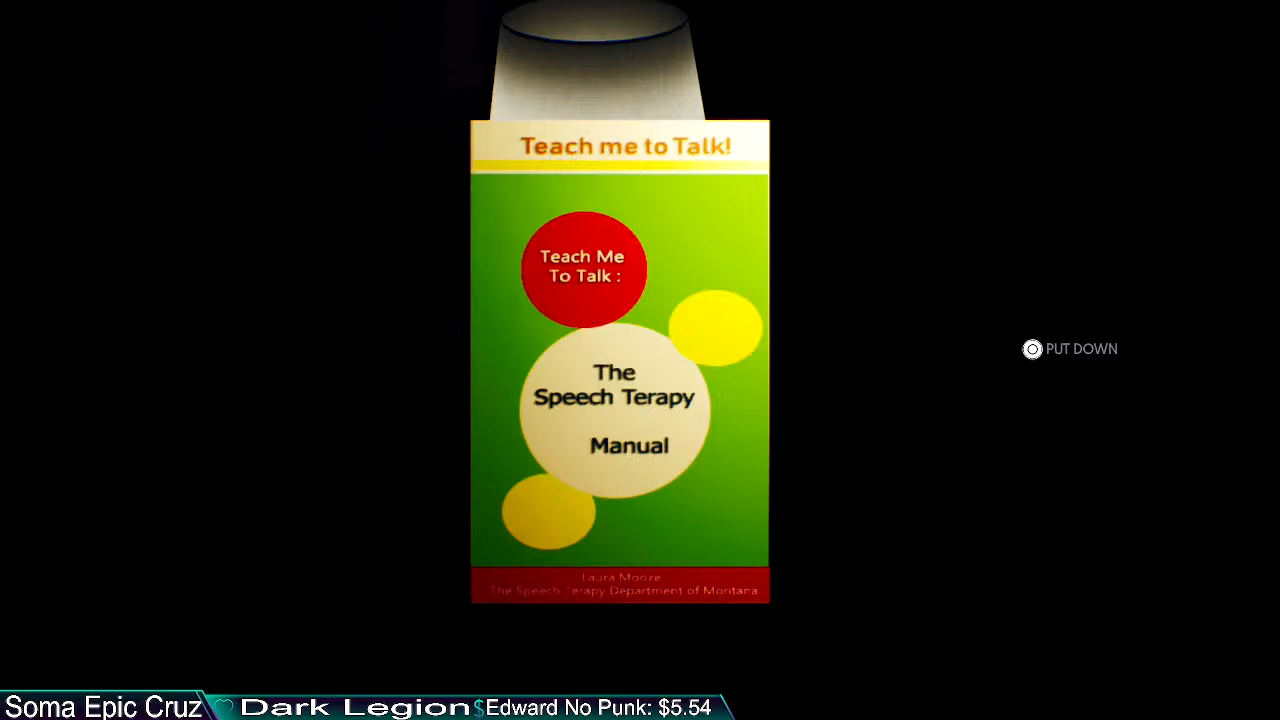 Teach me to Talk!
Teach Me
To Talk :
The
Speech Terapy
Manual
Laura Mooze
The Speech Terapy Department of Montana
PUT DOWN
Soma Epic Cruz
Dark Legion
$Edward No Punk: $5.54